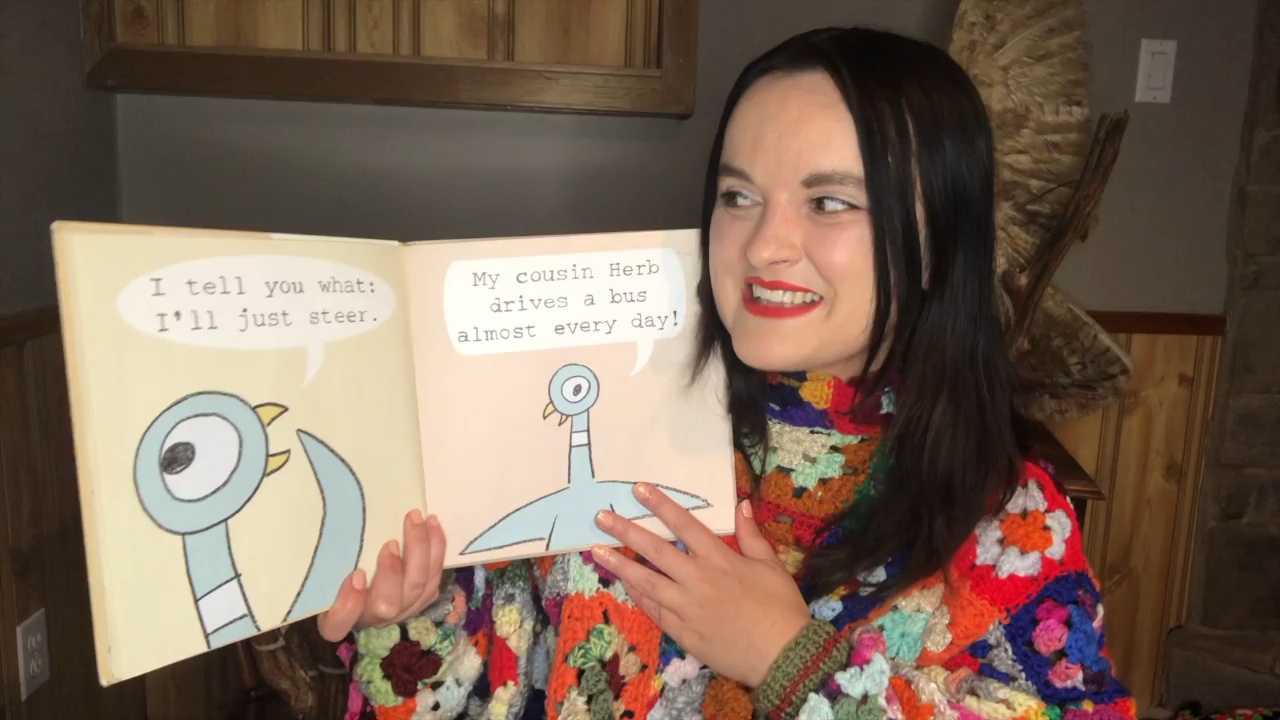 I tell you what:
I'll just steer.
My cousin Herb
drives a bus
almost every day!